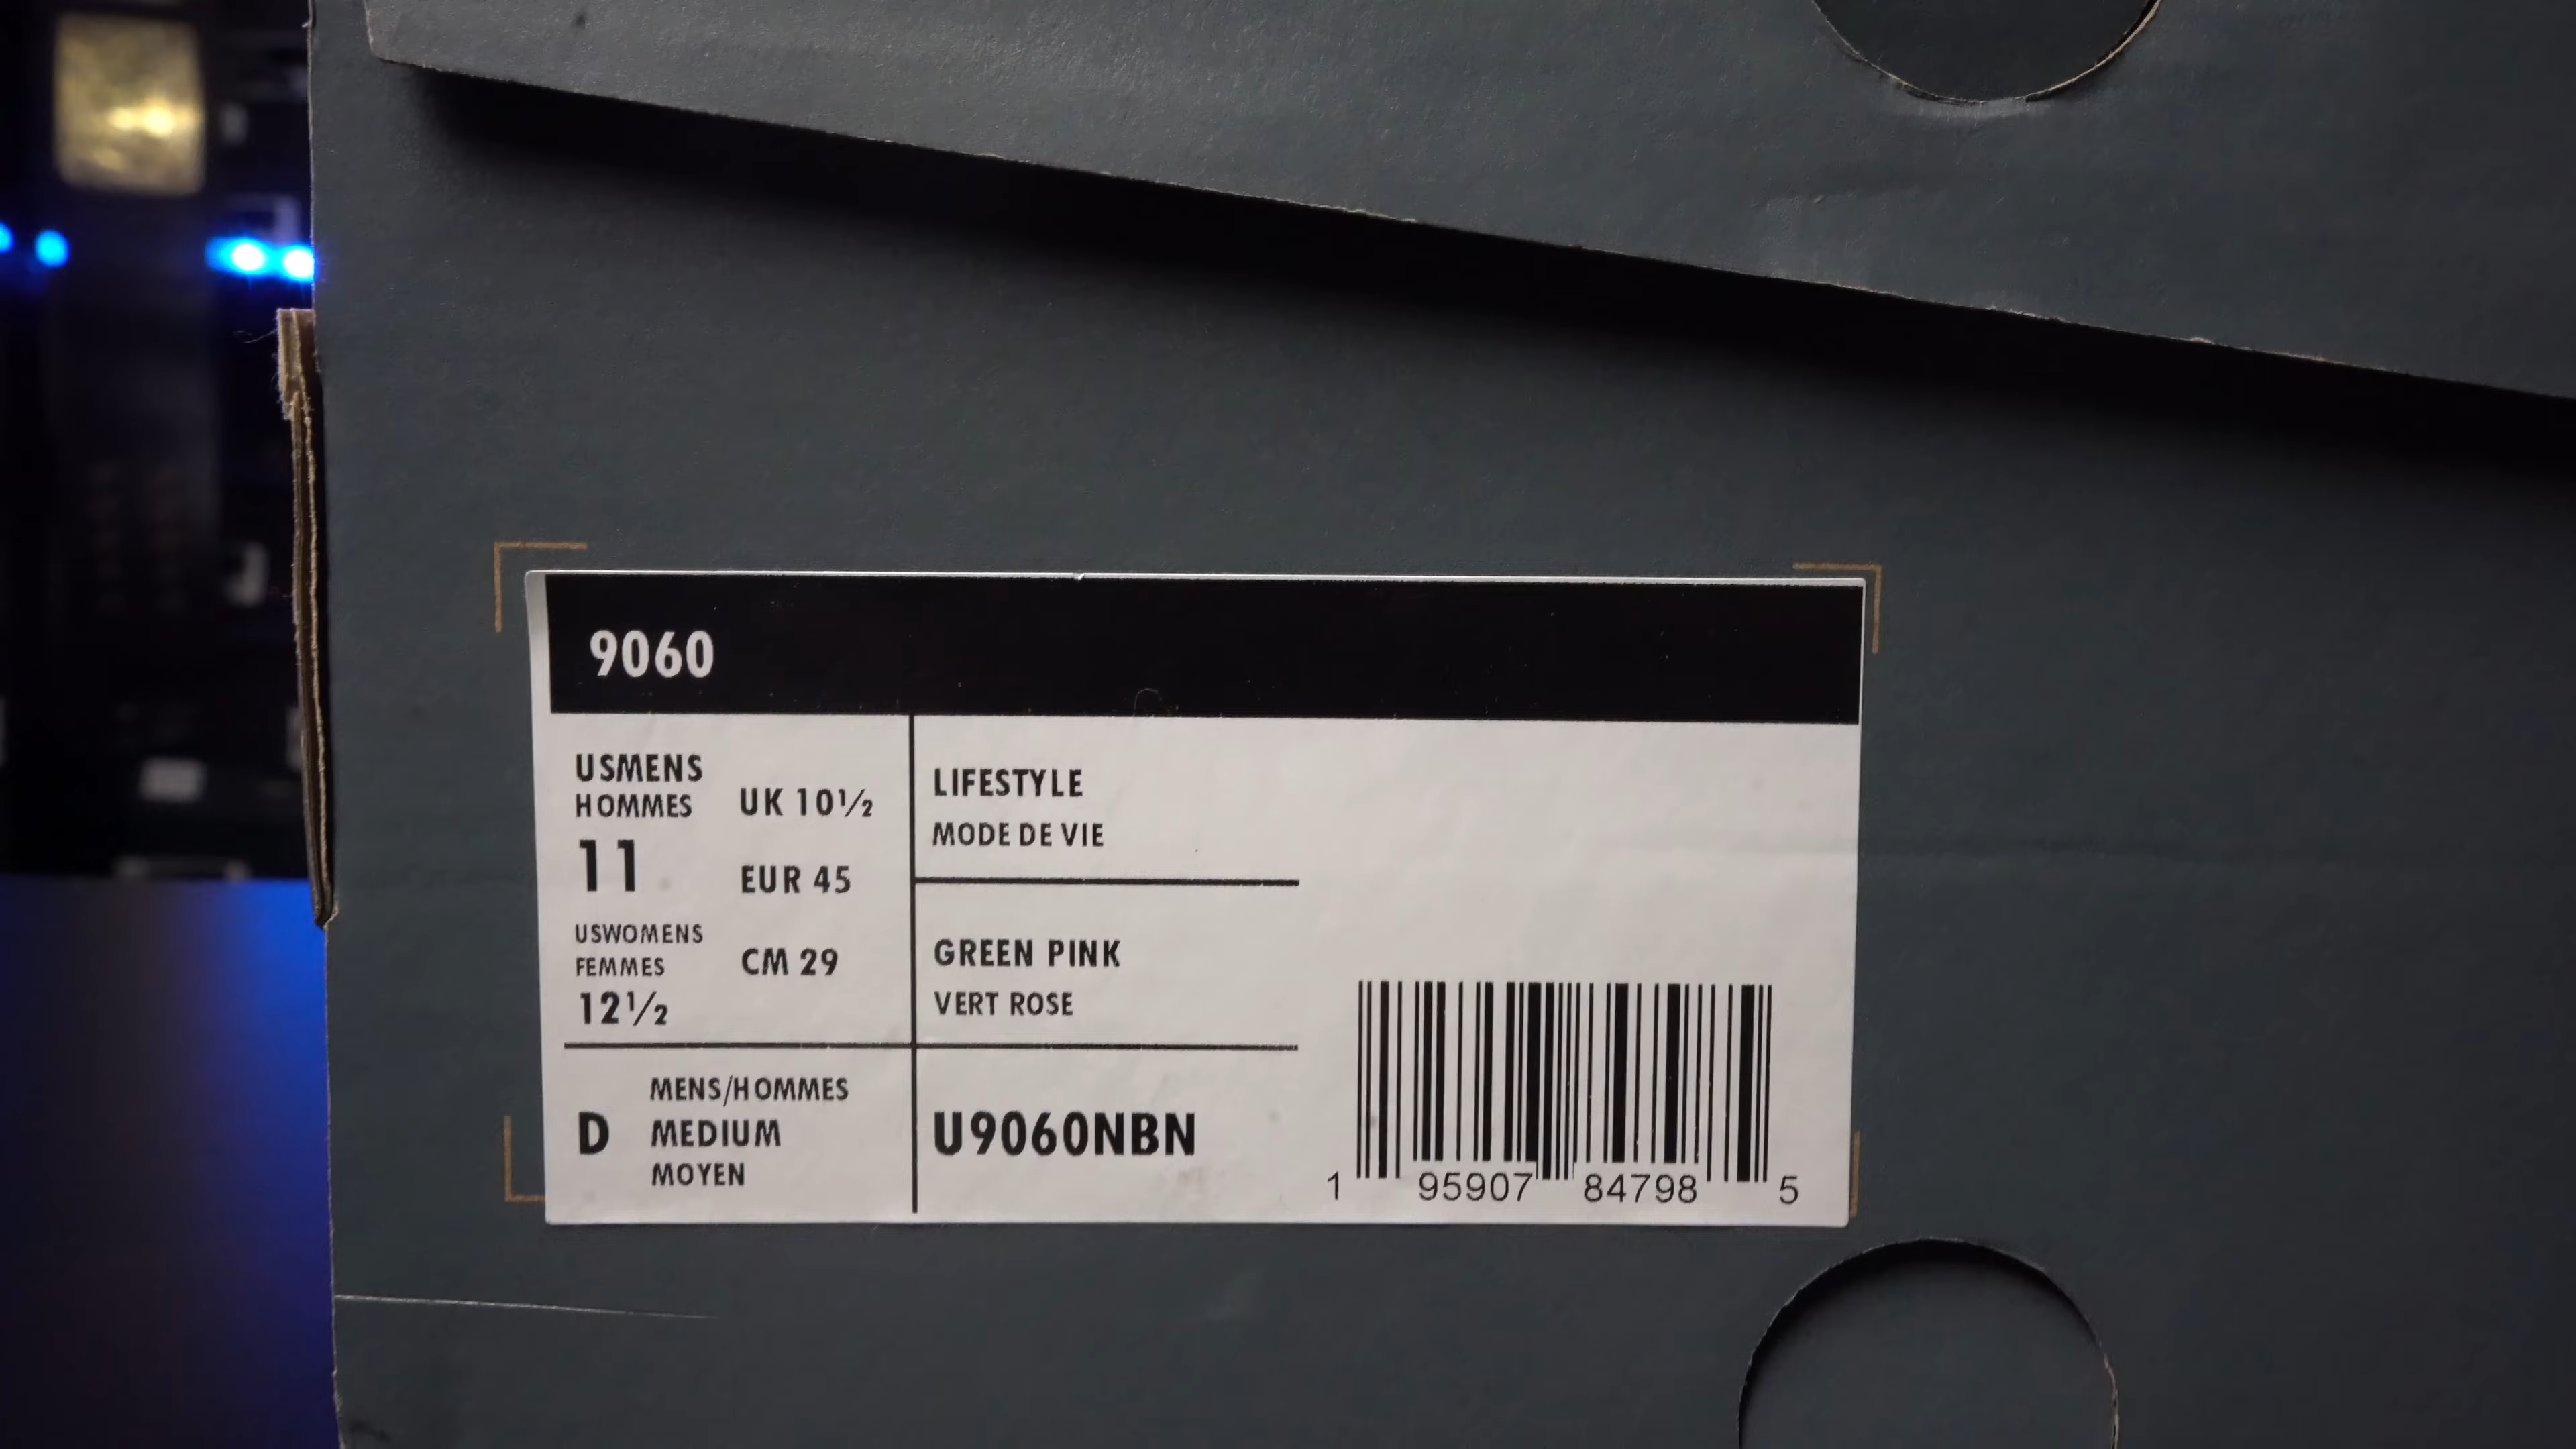 9060
USMENS
HOMMES
11
USWOMENS
FEMMES
12½
UK 10½
EUR 45
CM 29
LIFESTYLE
MODE DE VIE
GREEN PINK
VERT ROSE
D
MENS/HOMMES
MEDIUM
MOYEN
U9060NBN
1 95907 84798 5